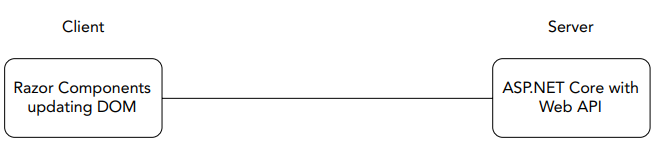 Client
Server
Razor Components
updating DOM
ASP.NET Core with
Web API